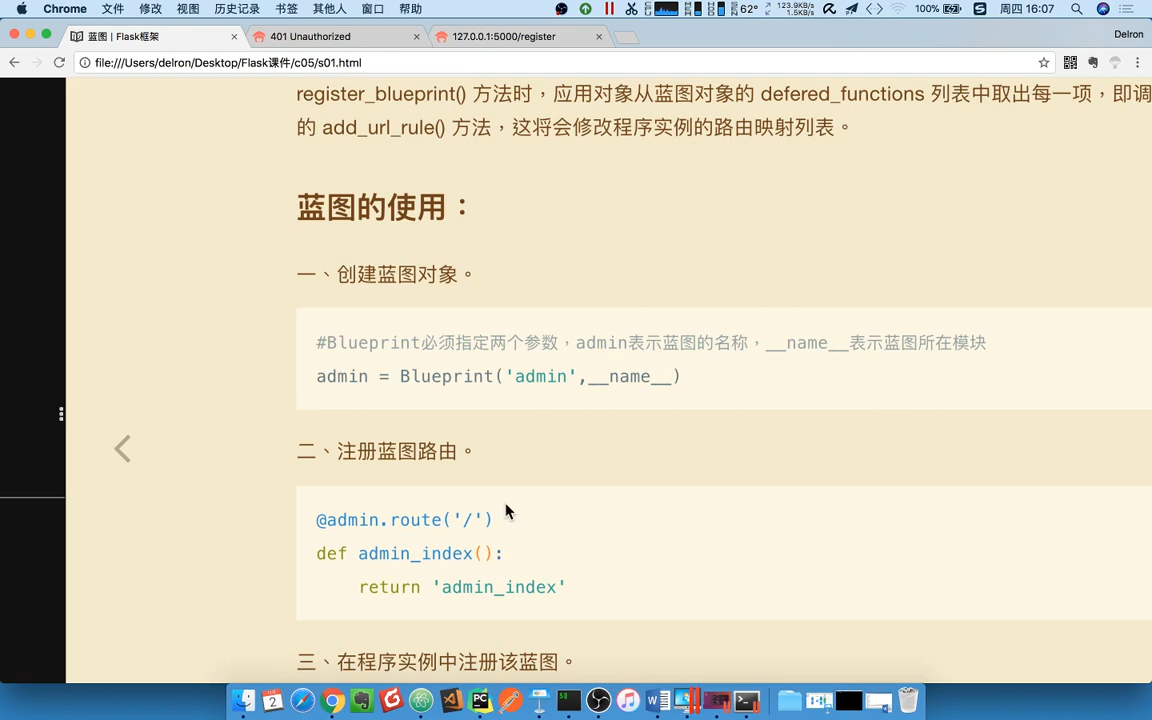 Chrome 文件 修改 视图 历史记录 书签 其他人 窗口 帮助
62° 123.9KB/s 1.5KB/s 100% 周四 16:07
蓝图 | Flask框架 401 Unauthorized 127.0.0.1:5000/register Delron
file:///Users/delron/Desktop/Flask课件/c05/s01.html
register_blueprint() 方法时，应用对象从蓝图对象的 defered_functions 列表中取出每一项，即调
的 add_url_rule() 方法，这将会修改程序实例的路由映射列表。
蓝图的使用：
一、创建蓝图对象。
#Blueprint必须指定两个参数，admin表示蓝图的名称，__name__表示蓝图所在模块
admin = Blueprint('admin',__name__)
二、注册蓝图路由。
@admin.route('/')
def admin_index():
    return 'admin_index'
三、在程序实例中注册该蓝图。